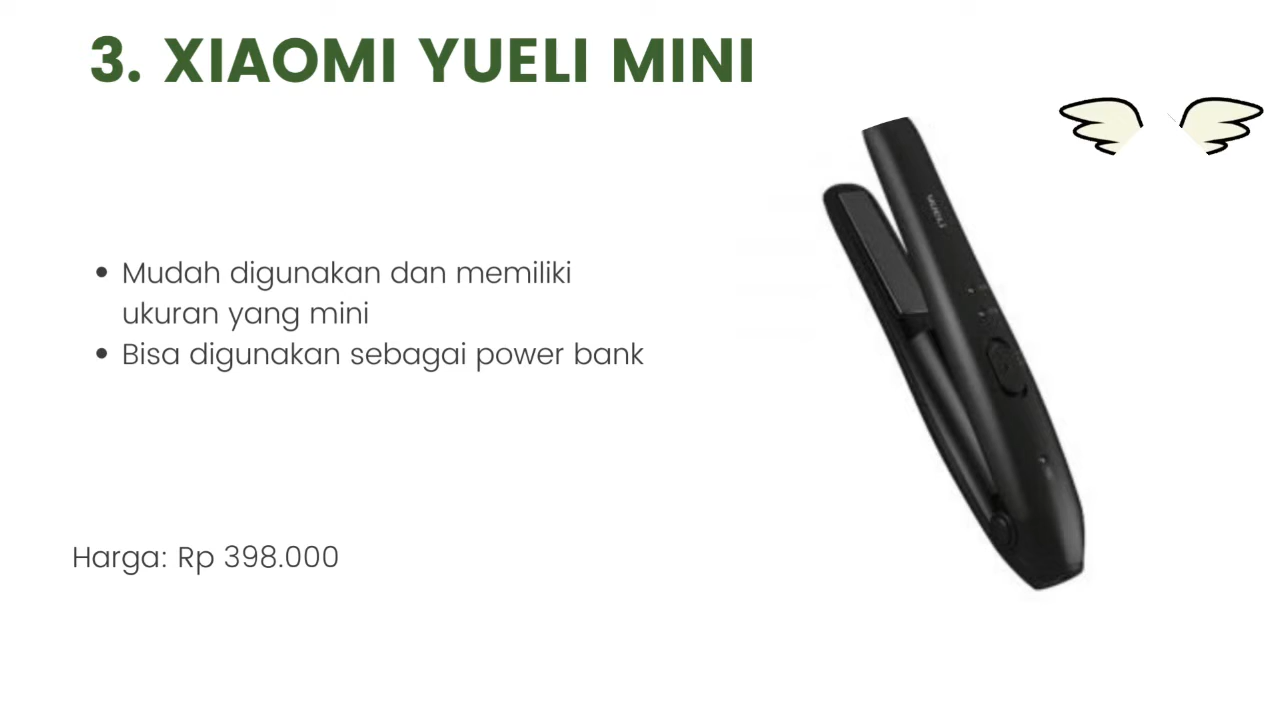 3. XIAOMI YUELI MINI
Mudah digunakan dan memiliki
ukuran yang mini
Bisa digunakan sebagai power bank
Harga: Rp 398.000
yueli